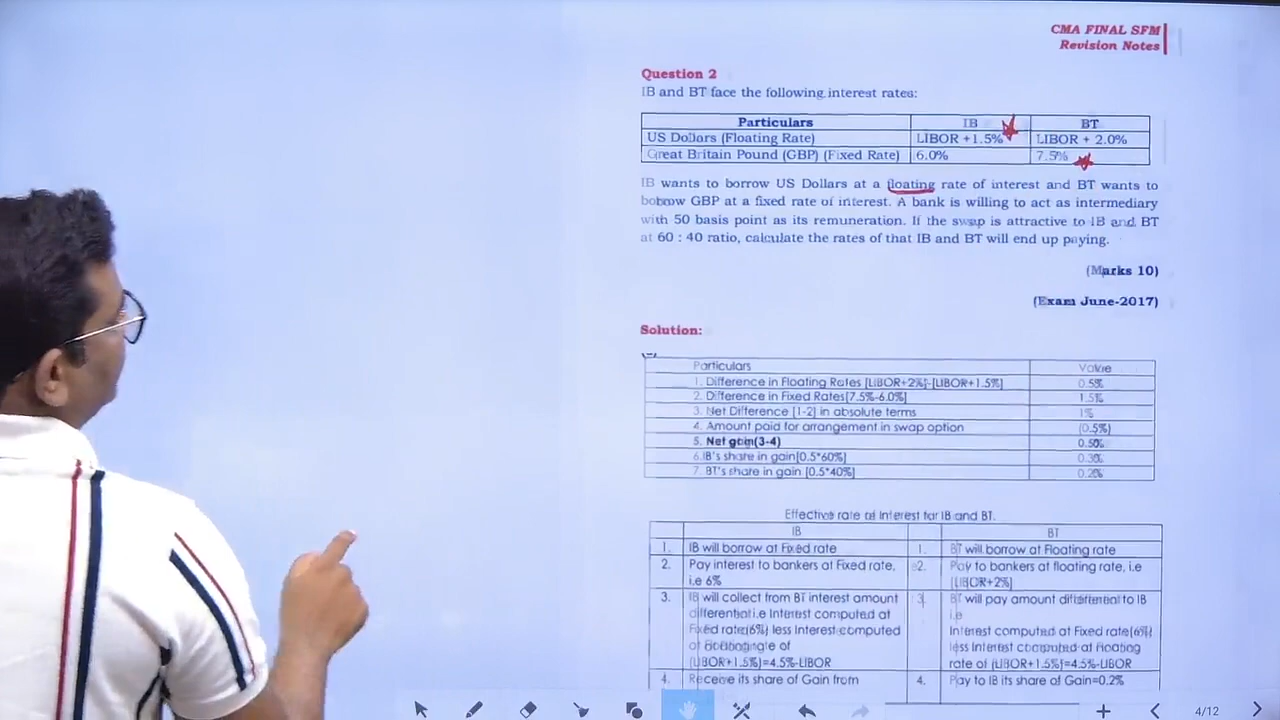 CMA FINAL SFM
Revision Notes
Question 2
IB and BT face the following interest rates:
Particulars IB BT
US Dollars (Floating Rate) LIBOR +1.5% LIBOR + 2.0%
Great Britain Pound (GBP) (Fixed Rate) 6.0% 7.5%
IB wants to borrow US Dollars at a floating rate of interest and BT wants to
borrow GBP at a fixed rate of interest. A bank is willing to act as intermediary
with 50 basis point as its remuneration. If the swap is attractive to IB and BT
at 60 : 40 ratio, calculate the rates of that IB and BT will end up paying.
(Marks 10)
(Exam June-2017)
Solution:
Particulars Value
1. Difference in Floating Rates [LIBOR+2%]-[LIBOR+1.5%] 0.5%
2. Difference in Fixed Rates[7.5%-6.0%] 1.5%
3. Net Difference [1-2] in absolute terms 1%
4. Amount paid for arrangement in swap option (0.5%)
5. Net gain(3-4) 0.50%
6.IB's share in gain[0.5*60%] 0.3%
7. BT's share in gain [0.5*40%] 0.2%
Effective rate of Interest for IB and BT.
IB BT
1. IB will borrow at Fixed rate 1. BT will borrow at Floating rate
2. Pay interest to bankers at Fixed rate, 2. Pay to bankers at floating rate, i.e
i.e 6% [LIBOR+2%]
3. IB will collect from BT interest amount 3. BT will pay amount differential to IB
differential i.e Interest computed at i.e
Fixed rate(6%) less Interest computed Interest computed at Fixed rate(6%)
at floating rate of less Interest computed at Floating
(LIBOR+1.5%)=4.5%-LIBOR rate of (LIBOR+1.5%)=4.5%-LIBOR
4. Receive its share of Gain from 4. Pay to IB its share of Gain=0.2%
4/12